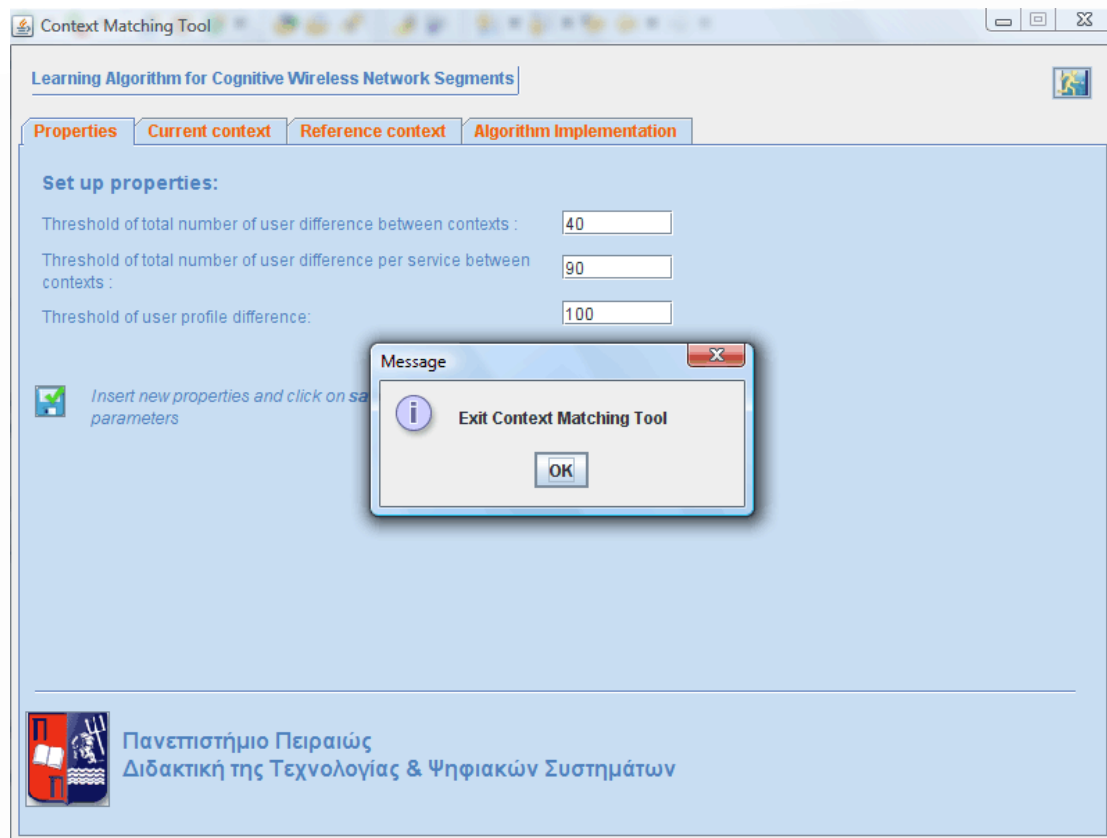 Context Matching Tool
Learning Algorithm for Cognitive Wireless Network Segments
Properties
Current context
Reference context
Algorithm Implementation
Set up properties:
Threshold of total number of user difference between contexts :
40
Threshold of total number of user difference per service between
contexts :
90
Threshold of user profile difference:
100
Insert new properties and click on sa
parameters
Message
Exit Context Matching Tool
OK
Πανεπιστήμιο Πειραιώς
Διδακτική της Τεχνολογίας & Ψηφιακών Συστημάτων